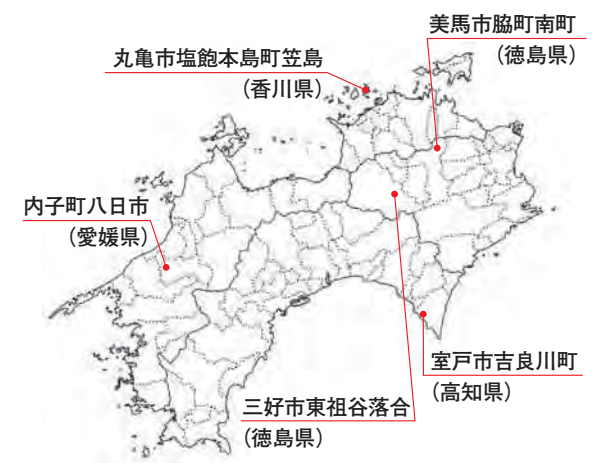 美馬市脇町南町
（徳島県）
丸亀市塩飽本島町笠島
（香川県）
内子町八日市
（愛媛県）
室戸市吉良川町
（高知県）
三好市東祖谷落合
（徳島県）